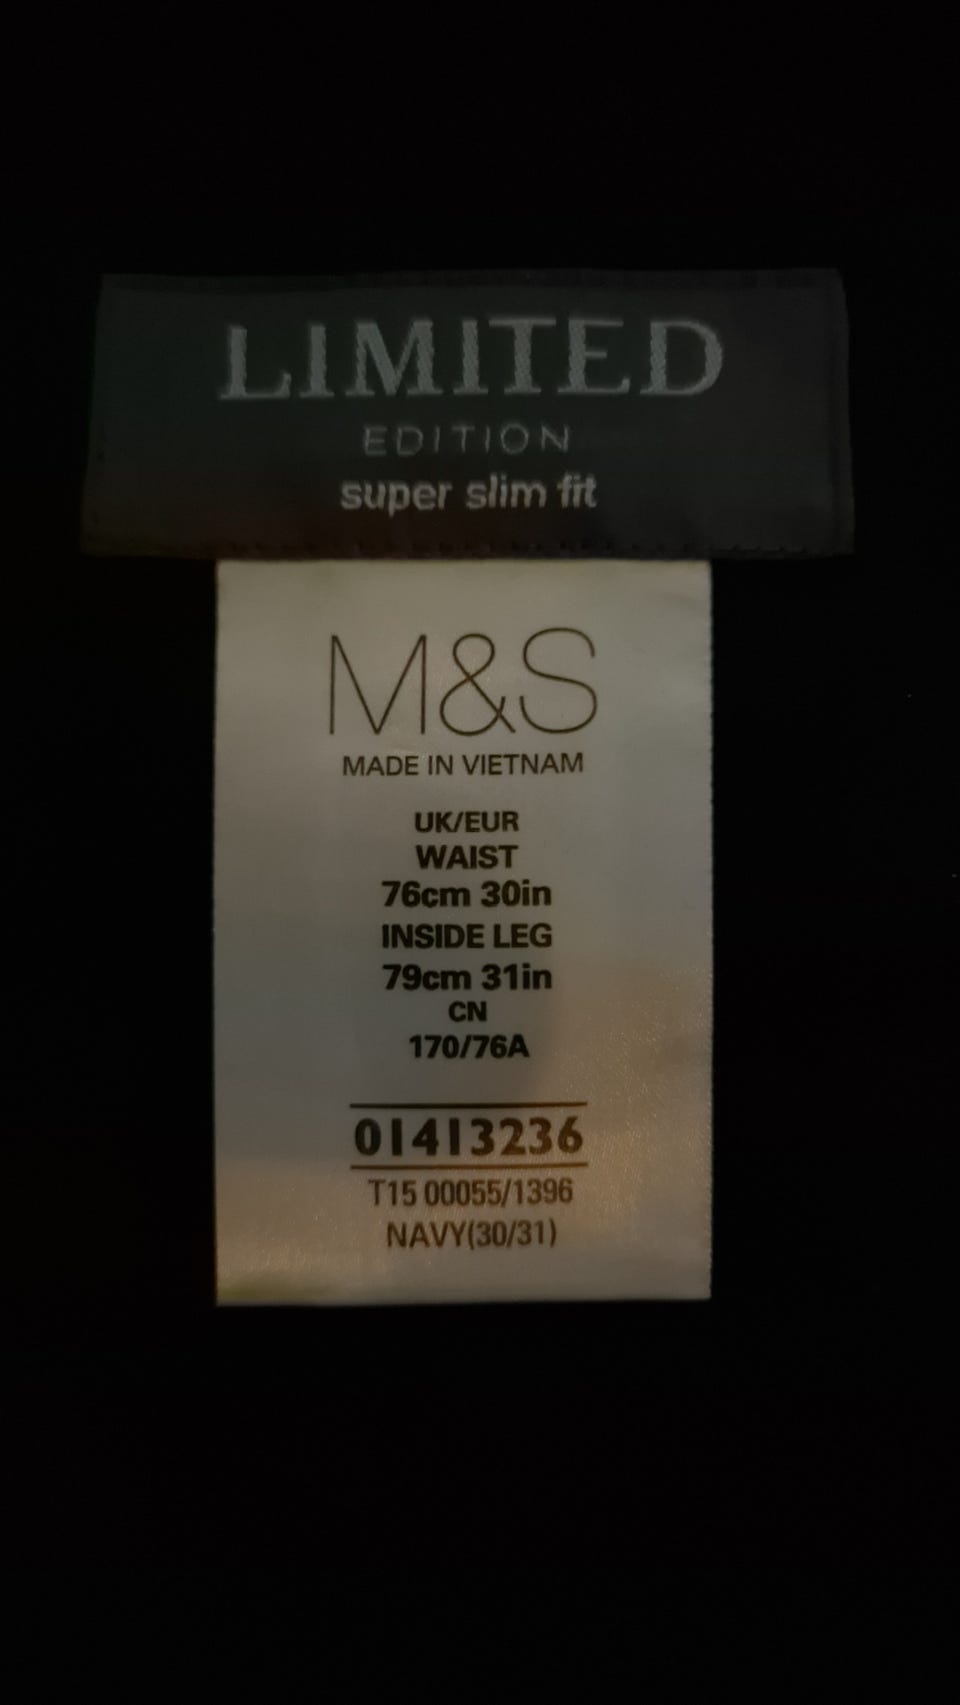 LIMITED
EDITION
super slim fit
M&S
MADE IN VIETNAM
UK/EUR
WAIST
76cm 30in
INSIDE LEG
79cm 31in
CN
170/76A
01413236
T15 00055/1396
NAVY(30/31)